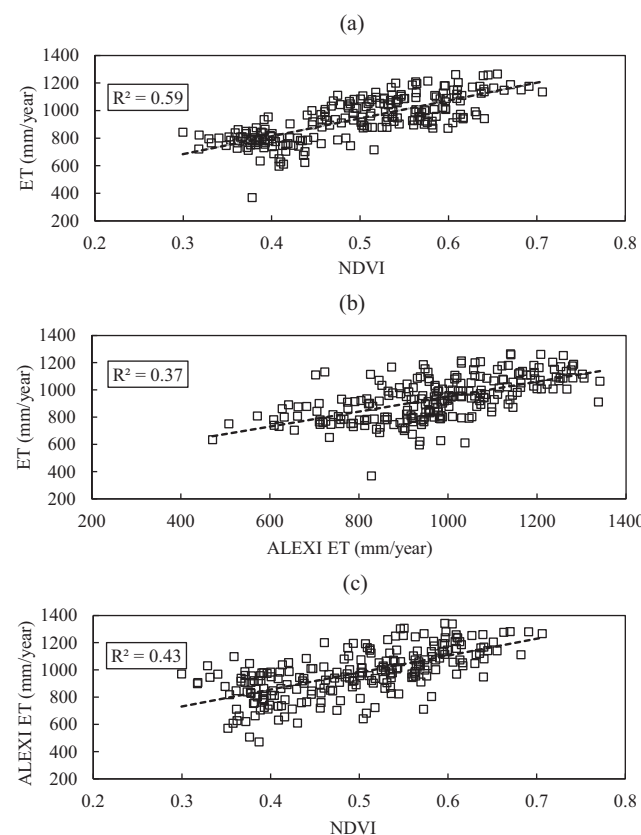 (a)
1400
1200
1000
800
600
400
200
ET (mm/year)
R² = 0.59
0.2 0.3 0.4 0.5 0.6 0.7 0.8
NDVI
(b)
1400
1200
1000
800
600
400
200
ET (mm/year)
R² = 0.37
200 400 600 800 1000 1200 1400
ALEXI ET (mm/year)
(c)
1400
1200
1000
800
600
400
200
ALEXI ET (mm/year)
R² = 0.43
0.2 0.3 0.4 0.5 0.6 0.7 0.8
NDVI